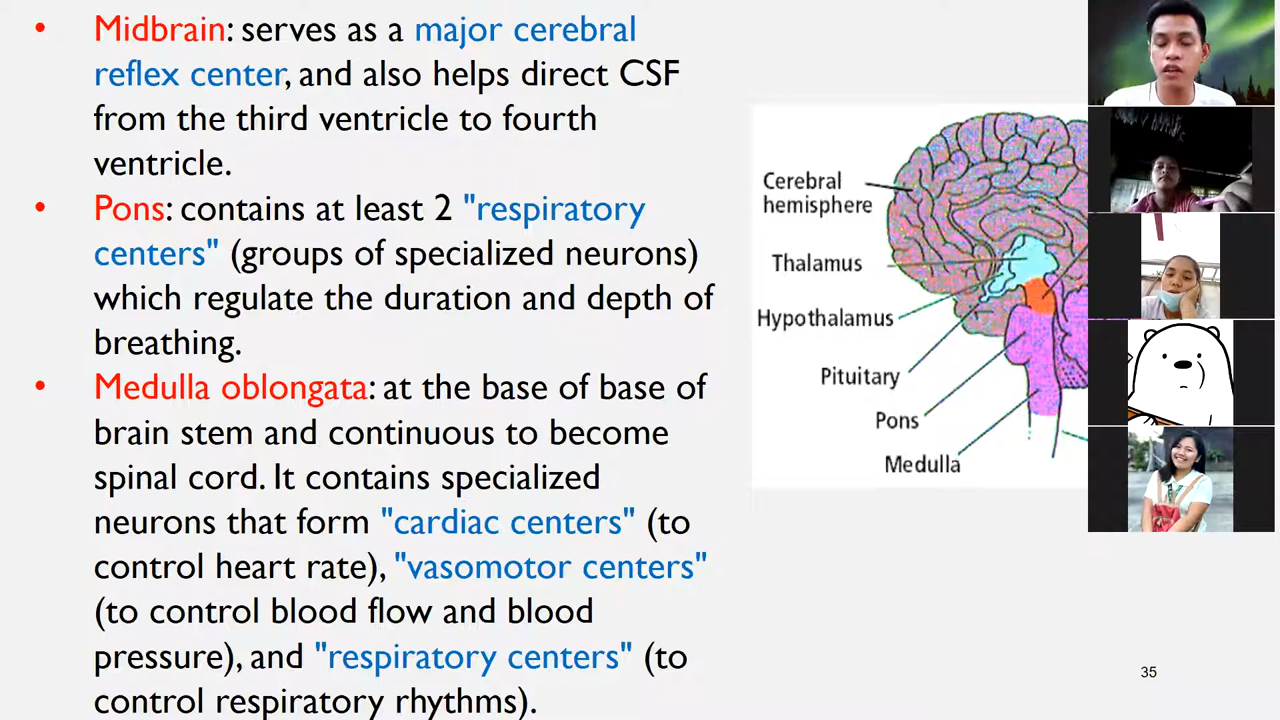 • Midbrain: serves as a major cerebral
reflex center, and also helps direct CSF
from the third ventricle to fourth
ventricle.
• Pons: contains at least 2 "respiratory
centers" (groups of specialized neurons)
which regulate the duration and depth of
breathing.
• Medulla oblongata: at the base of base of
brain stem and continuous to become
spinal cord. It contains specialized
neurons that form "cardiac centers" (to
control heart rate), "vasomotor centers"
(to control blood flow and blood
pressure), and "respiratory centers" (to
control respiratory rhythms).
Cerebral
hemisphere
Thalamus
Hypothalamus
Pituitary
Pons
Medulla
35